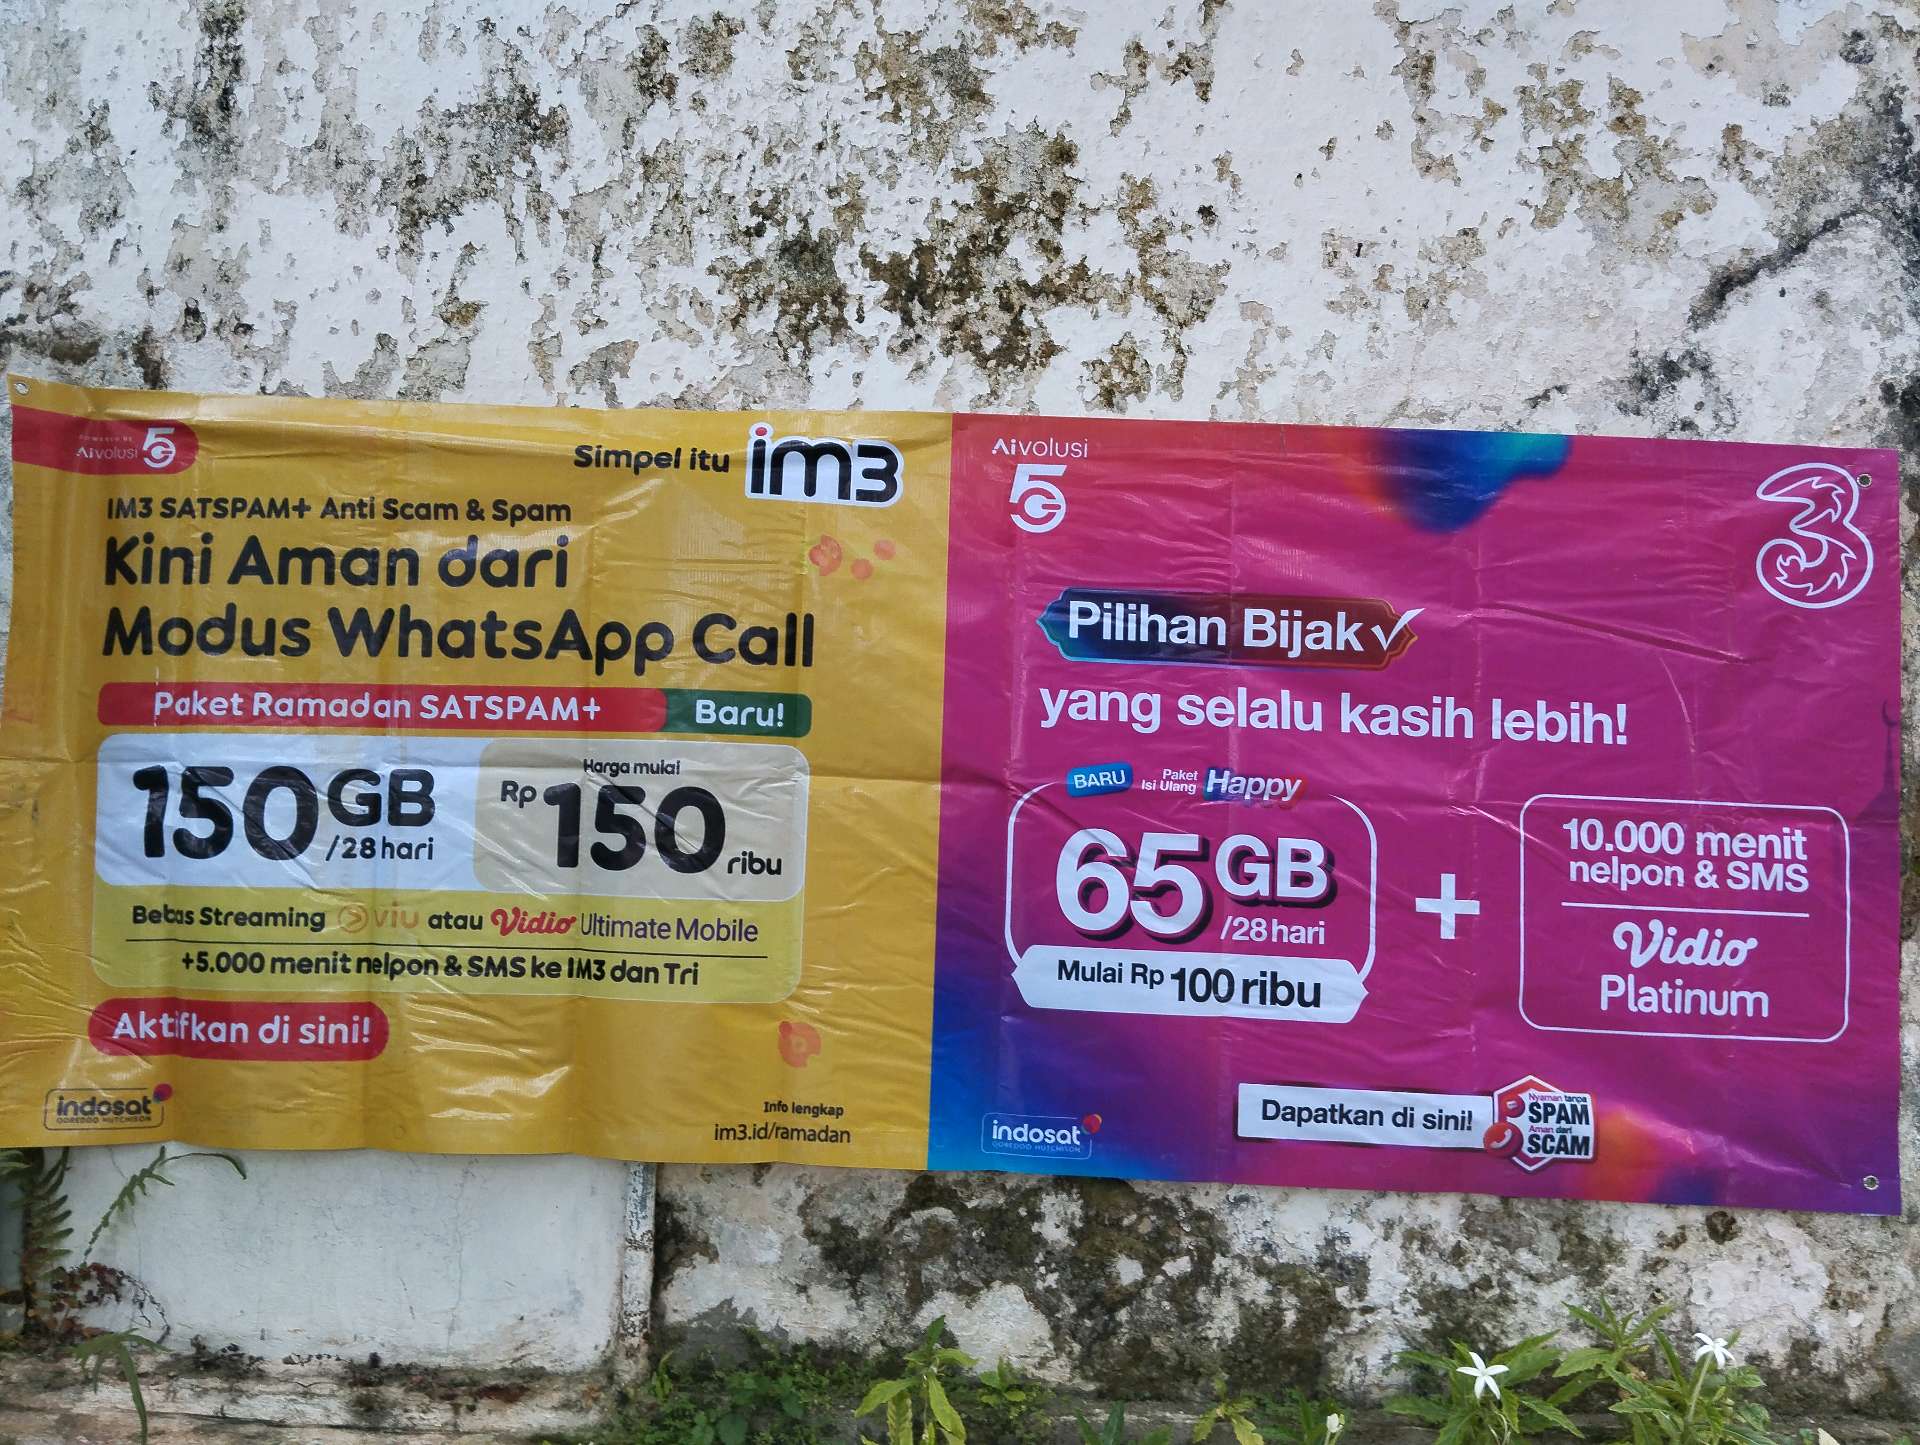 POWERED BY
Aivolusi 5G
Simpel itu im3
IM3 SATSPAM+ Anti Scam & Spam
Kini Aman dari
Modus WhatsApp Call
Paket Ramadan SATSPAM+ Baru!
150GB
/28 hari
Harga mulai
Rp 150 ribu
Bebas Streaming viu atau Vidio Ultimate Mobile
+5.000 menit nelpon & SMS ke IM3 dan Tri
Aktifkan di sini!
indosat
OOREDOO HUTCHISON
Info lengkap
im3.id/ramadan
Aivolusi
5G
3
Pilihan Bijak
yang selalu kasih lebih!
BARU Paket Isi Ulang Happy
65GB
/28 hari
Mulai Rp 100 ribu
+
10.000 menit
nelpon & SMS
Vidio
Platinum
Dapatkan di sini!
Nyaman tanpa
SPAM
Aman dari
SCAM
indosat
OOREDOO HUTCHISON